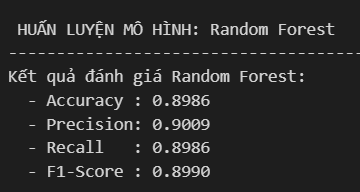 HUẤN LUYỆN MÔ HÌNH: Random Forest
------------------------------------
Kết quả đánh giá Random Forest:
- Accuracy : 0.8986
- Precision: 0.9009
- Recall   : 0.8986
- F1-Score : 0.8990